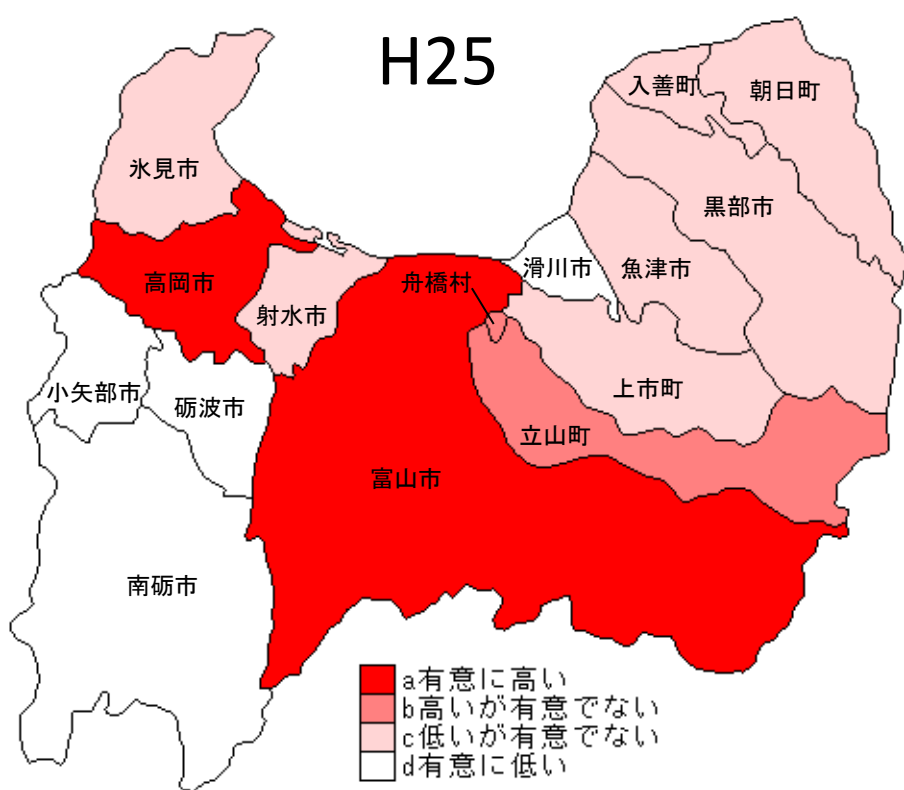 H25
入善町
朝日町
氷見市
黒部市
高岡市
舟橋村
滑川市
魚津市
射水市
小矢部市
砺波市
上市町
立山町
富山市
南砺市
a有意に高い
b高いが有意でない
c低いが有意でない
d有意に低い